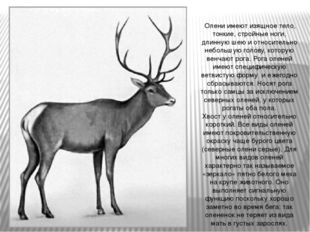 Олени имеют изящное тело,
тонкие, стройные ноги,
длинную шею и относительно
небольшую голову, которую
венчают рога. Рога оленей
имеют специфическую
ветвистую форму, и ежегодно
сбрасываются. Носят рога
только самцы за исключением
северных оленей, у которых
рогаты оба пола.
Хвост у оленей относительно
короткий. Все виды оленей
имеют покровительственную
окраску чаще бурого цвета
(северные олени серые). Для
многих видов оленей
характерно так называемое
«зеркало» пятно белого меха
на крупе животного. Оно
выполняет сигнальную
функцию поскольку хорошо
заметно во время бега, так
олененок не теряет из вида
мать в густых зарослях.